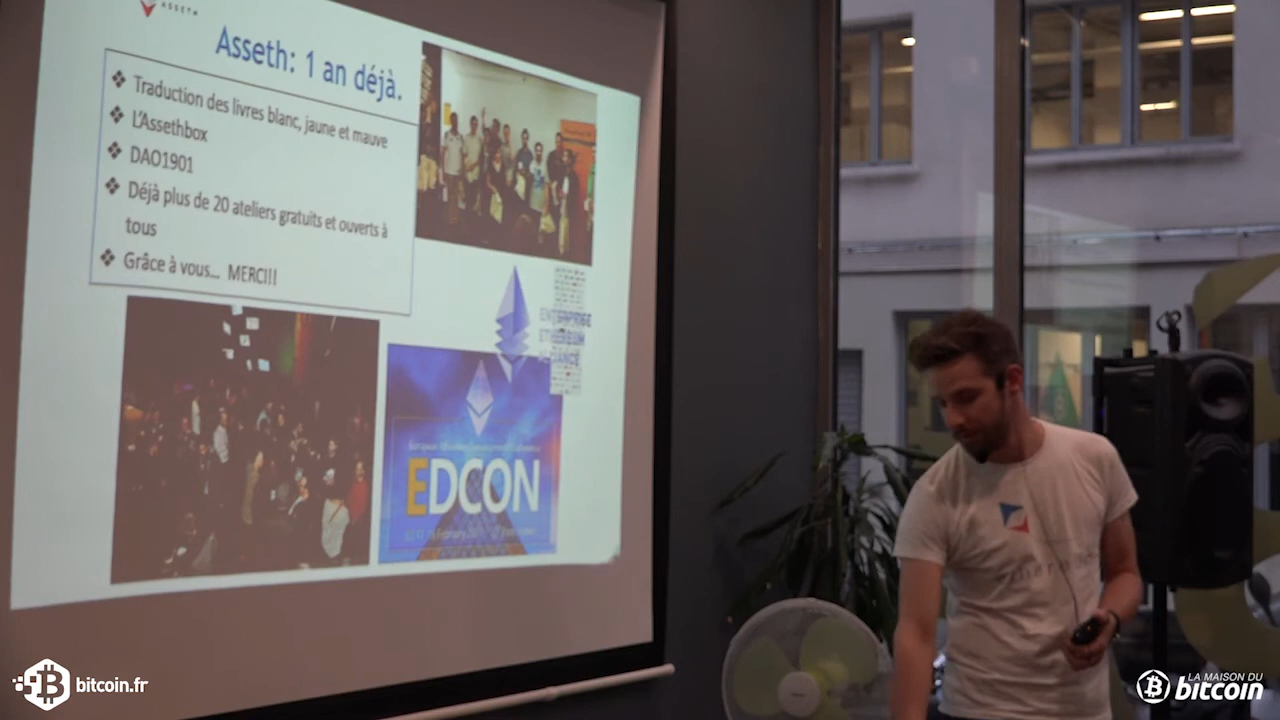 ASSETH
Asseth: 1 an déjà.
❖ Traduction des livres blanc, jaune et mauve
❖ L'Assethbox
❖ DAO1901
❖ Déjà plus de 20 ateliers gratuits et ouverts à
tous
❖ Grâce à vous... MERCI!!
ENTERPRISE
ETHEREUM
ALLIANCE
EDCON
bitcoin.fr
LA MAISON DU
bitcoin